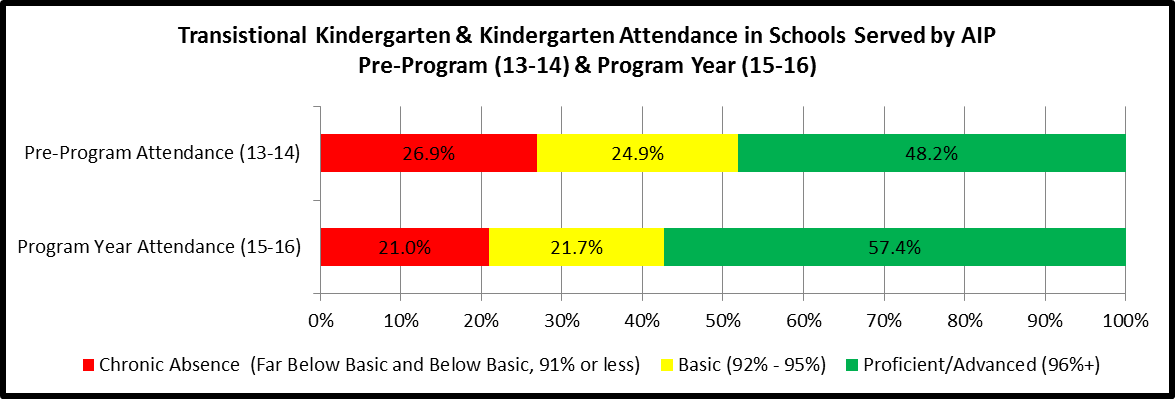 Transistional Kindergarten & Kindergarten Attendance in Schools Served by AIP
Pre-Program (13-14) & Program Year (15-16)
Pre-Program Attendance (13-14)
26.9%
24.9%
48.2%
Program Year Attendance (15-16)
21.0%
21.7%
57.4%
0%
10%
20%
30%
40%
50%
60%
70%
80%
90%
100%
Chronic Absence (Far Below Basic and Below Basic, 91% or less)
Basic (92% - 95%)
Proficient/Advanced (96%+)